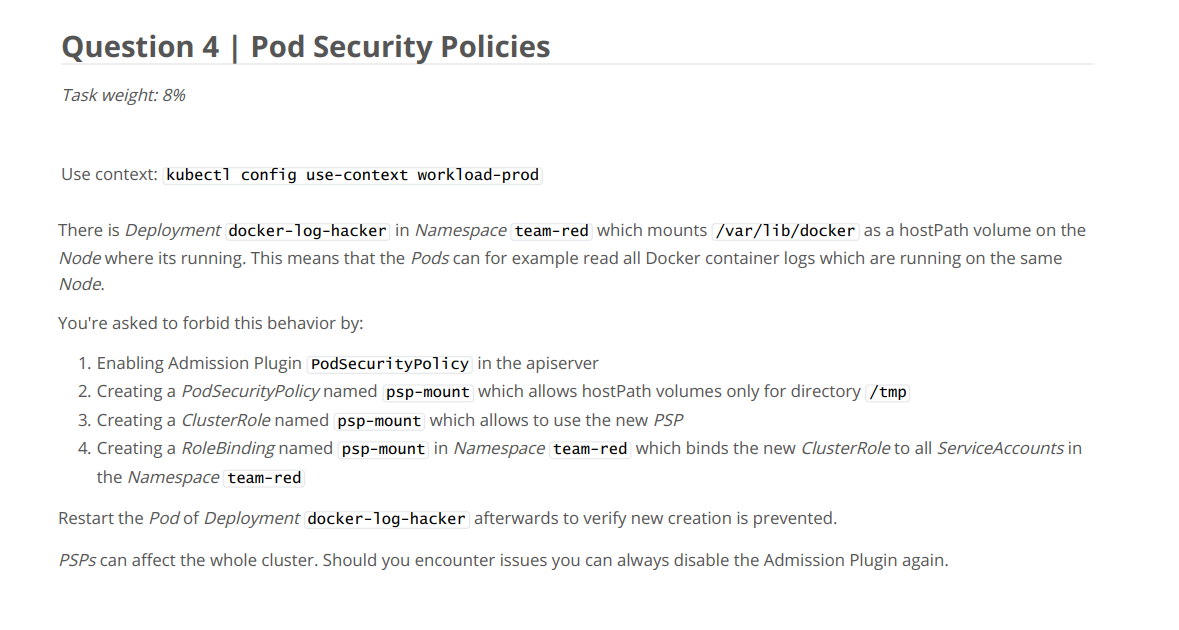 Question 4 | Pod Security Policies
Task weight: 8%
Use context: kubectl config use-context workload-prod
There is Deployment docker-log-hacker in Namespace team-red which mounts /var/lib/docker as a hostPath volume on the
Node where its running. This means that the Pods can for example read all Docker container logs which are running on the same
Node.
You're asked to forbid this behavior by:
1. Enabling Admission Plugin PodSecurityPolicy in the apiserver
2. Creating a PodSecurityPolicy named psp-mount which allows hostPath volumes only for directory /tmp
3. Creating a ClusterRole named psp-mount which allows to use the new PSP
4. Creating a RoleBinding named psp-mount in Namespace team-red which binds the new ClusterRole to all ServiceAccounts in
the Namespace team-red
Restart the Pod of Deployment docker-log-hacker afterwards to verify new creation is prevented.
PSPs can affect the whole cluster. Should you encounter issues you can always disable the Admission Plugin again.